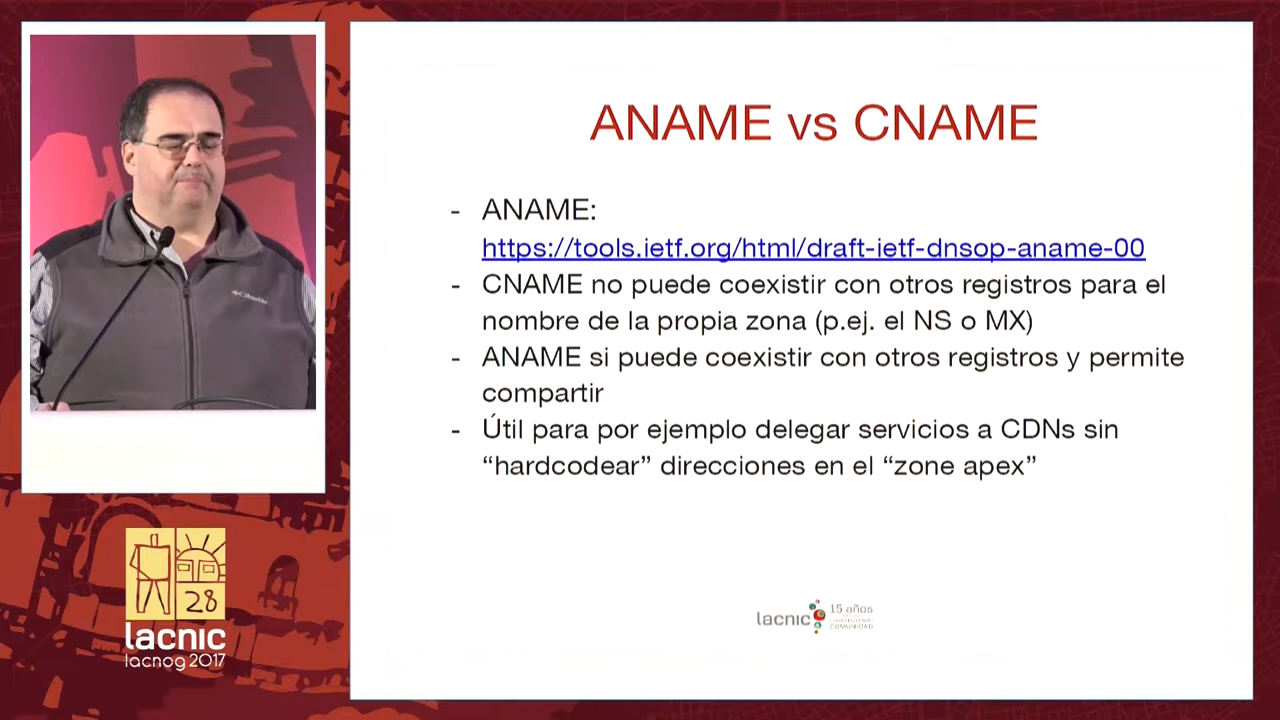 ANAME vs CNAME
- ANAME:
https://tools.ietf.org/html/draft-ietf-dnsop-aname-00
- CNAME no puede coexistir con otros registros para el
nombre de la propia zona (p.ej. el NS o MX)
- ANAME si puede coexistir con otros registros y permite
compartir
- Útil para por ejemplo delegar servicios a CDNs sin
“hardcodear” direcciones en el “zone apex”
lacnic 15 años
COMUNIDAD
Columbia
28
lacnic
lacnog 2017